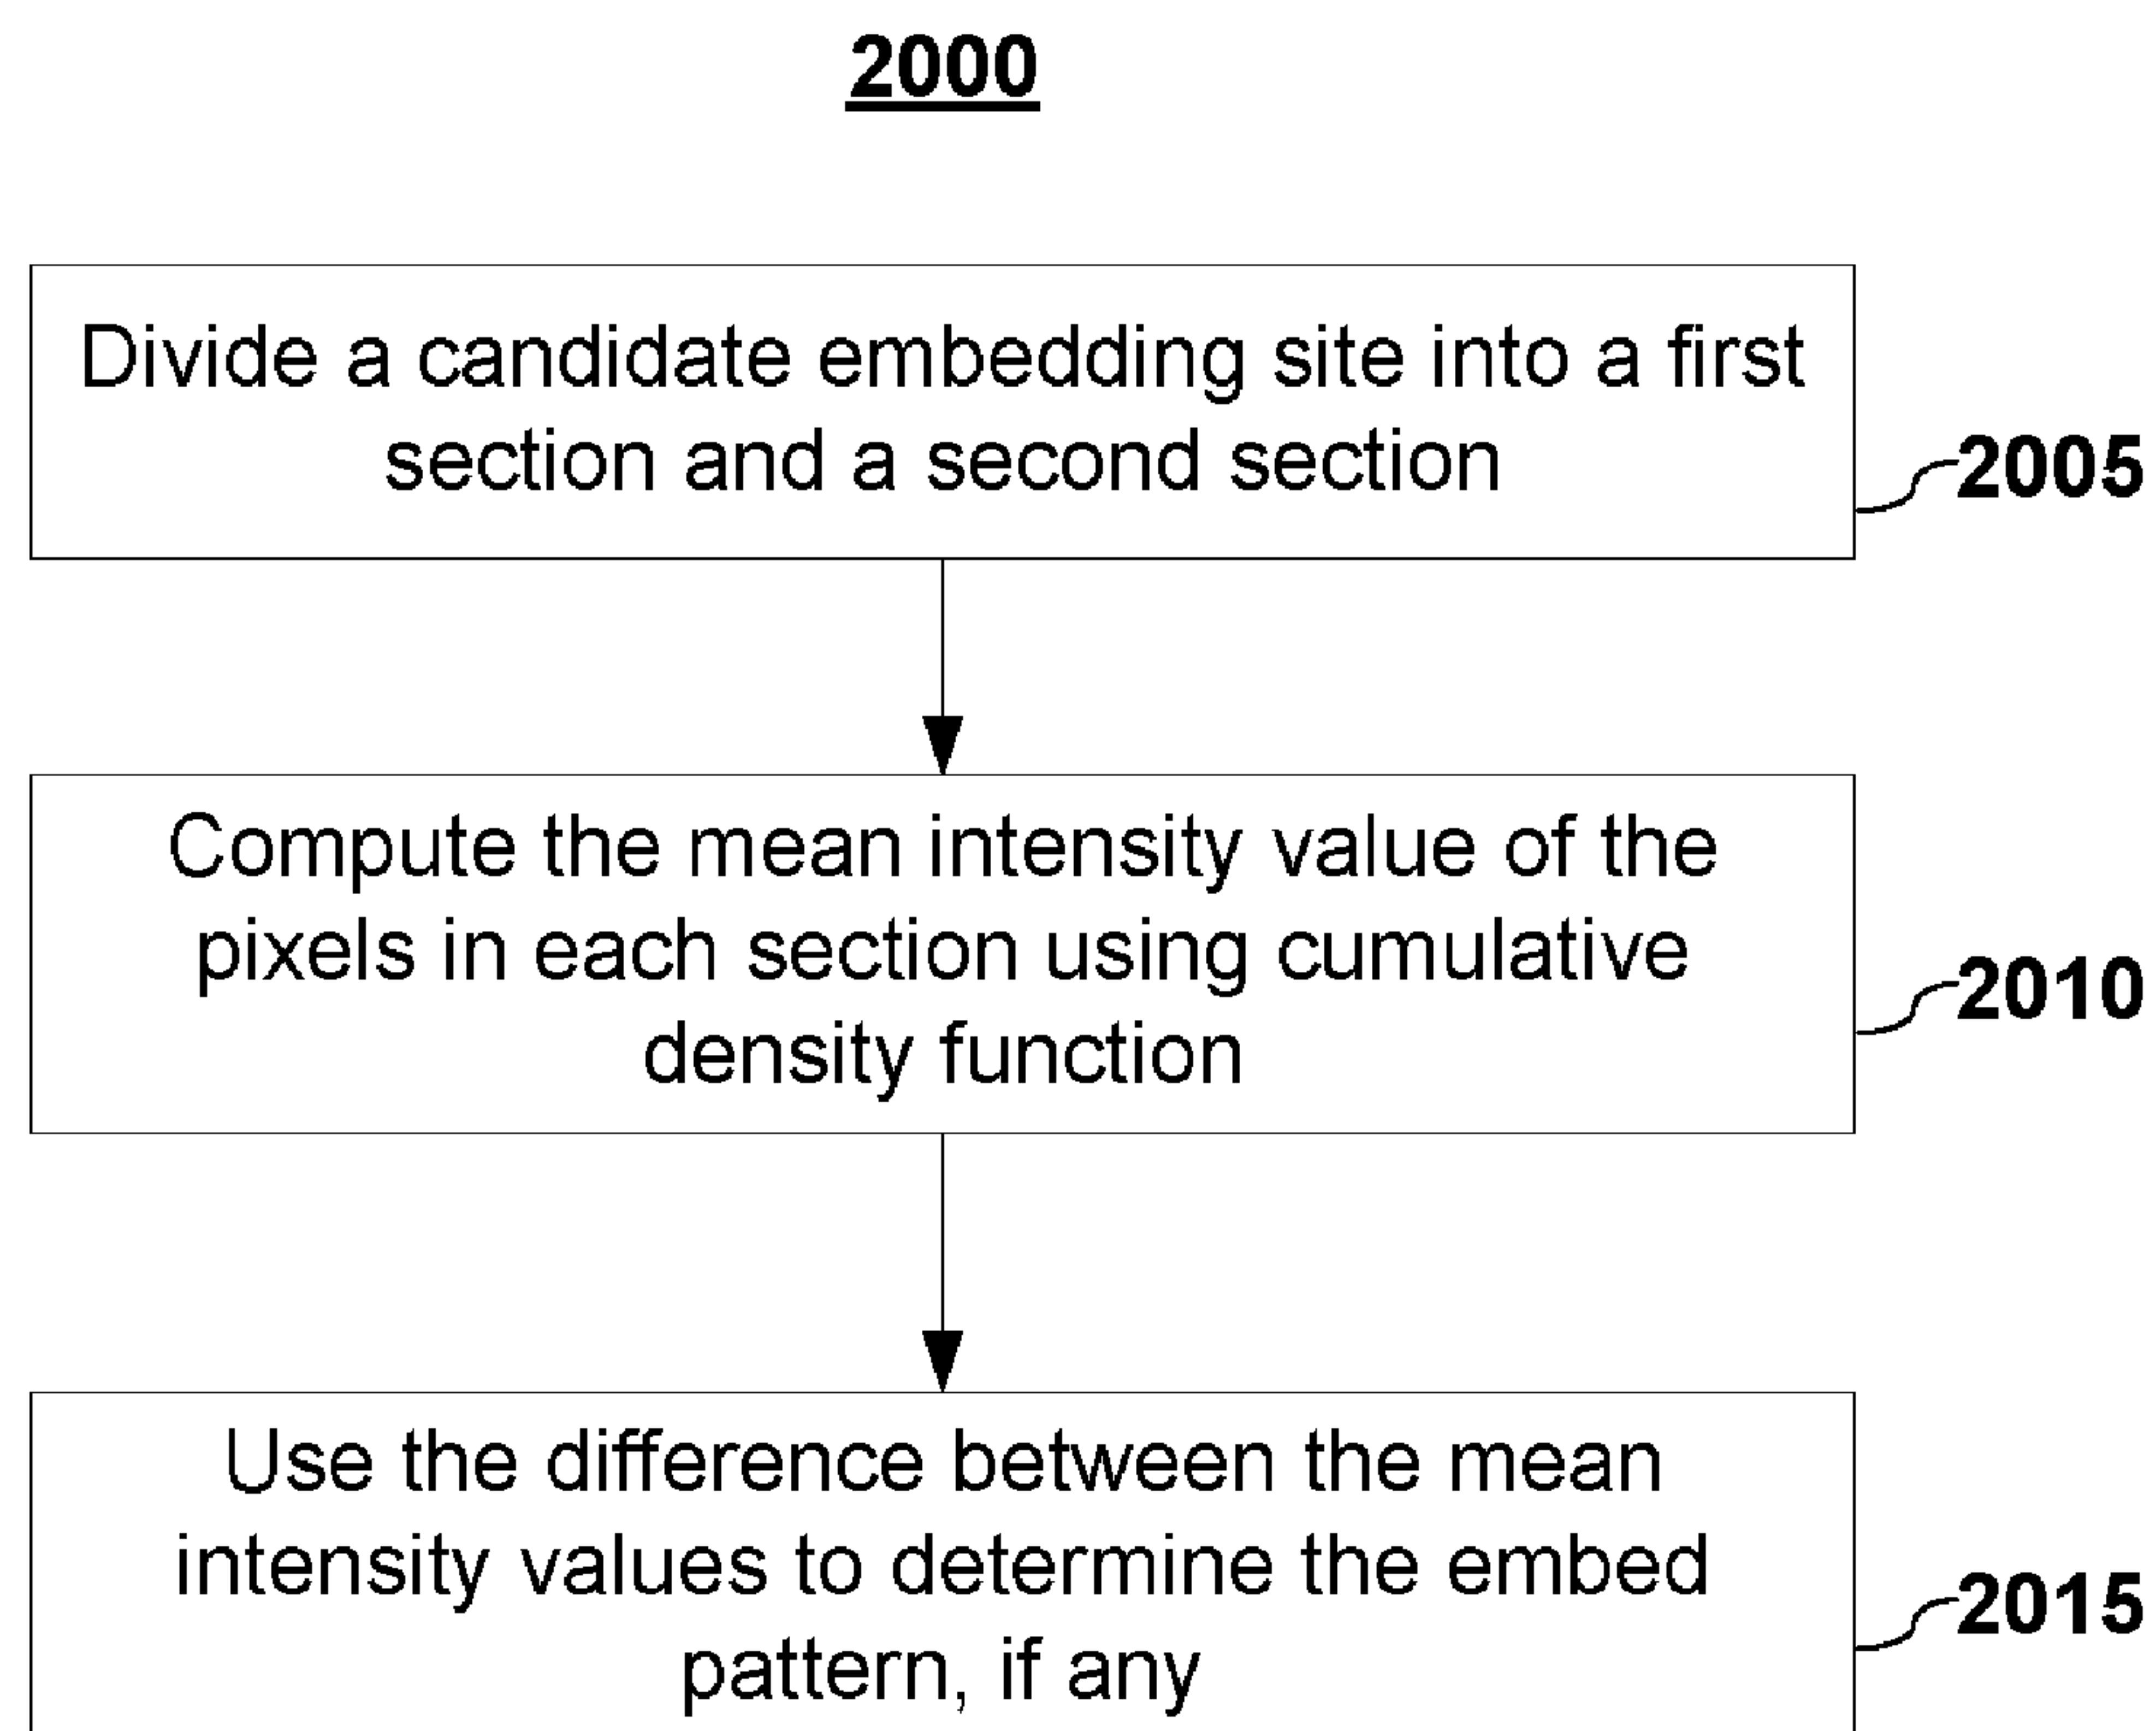 2000
Divide a candidate embedding site into a first
section and a second section
2005
Compute the mean intensity value of the
pixels in each section using cumulative
density function
2010
Use the difference between the mean
intensity values to determine the embed
pattern, if any
2015